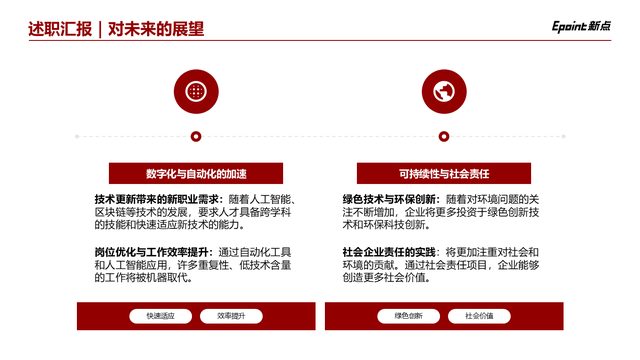 述职汇报｜对未来的展望
Epoint新点
数字化与自动化的加速
技术更新带来的新职业需求：随着人工智能、
区块链等技术的发展，要求人才具备跨学科
的技能和快速适应新技术的能力。
岗位优化与工作效率提升：通过自动化工具
和人工智能应用，许多重复性、低技术含量
的工作将被机器取代。
快速适应
效率提升
可持续性与社会责任
绿色技术与环保创新：随着对环境问题的关
注不断增加，企业将更多投资于绿色创新技
术和环保科技创新。
社会企业责任的实践：将更加注重对社会和
环境的贡献。通过社会责任项目，企业能够
创造更多社会价值。
绿色创新
社会价值